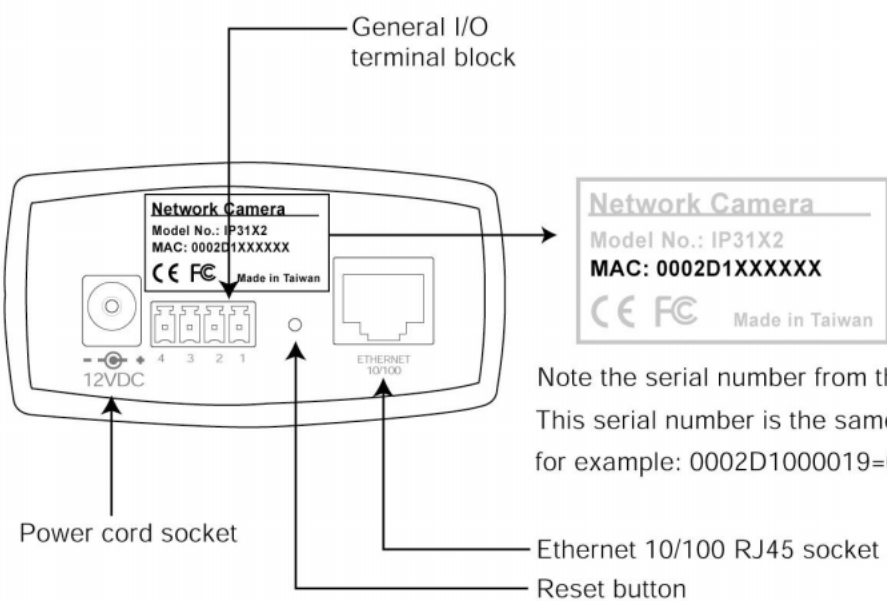 General I/O
terminal block
Network Camera
Model No.: IP31X2
MAC: 0002D1XXXXXX
CE FC Made in Taiwan
4 3 2 1
12VDC
ETHERNET
10/100
Power cord socket
Network Camera
Model No.: IP31X2
MAC: 0002D1XXXXXX
CE FC Made in Taiwan
Note the serial number from
This serial number is the same
for example: 0002D1000019=
Ethernet 10/100 RJ45 socket
Reset button